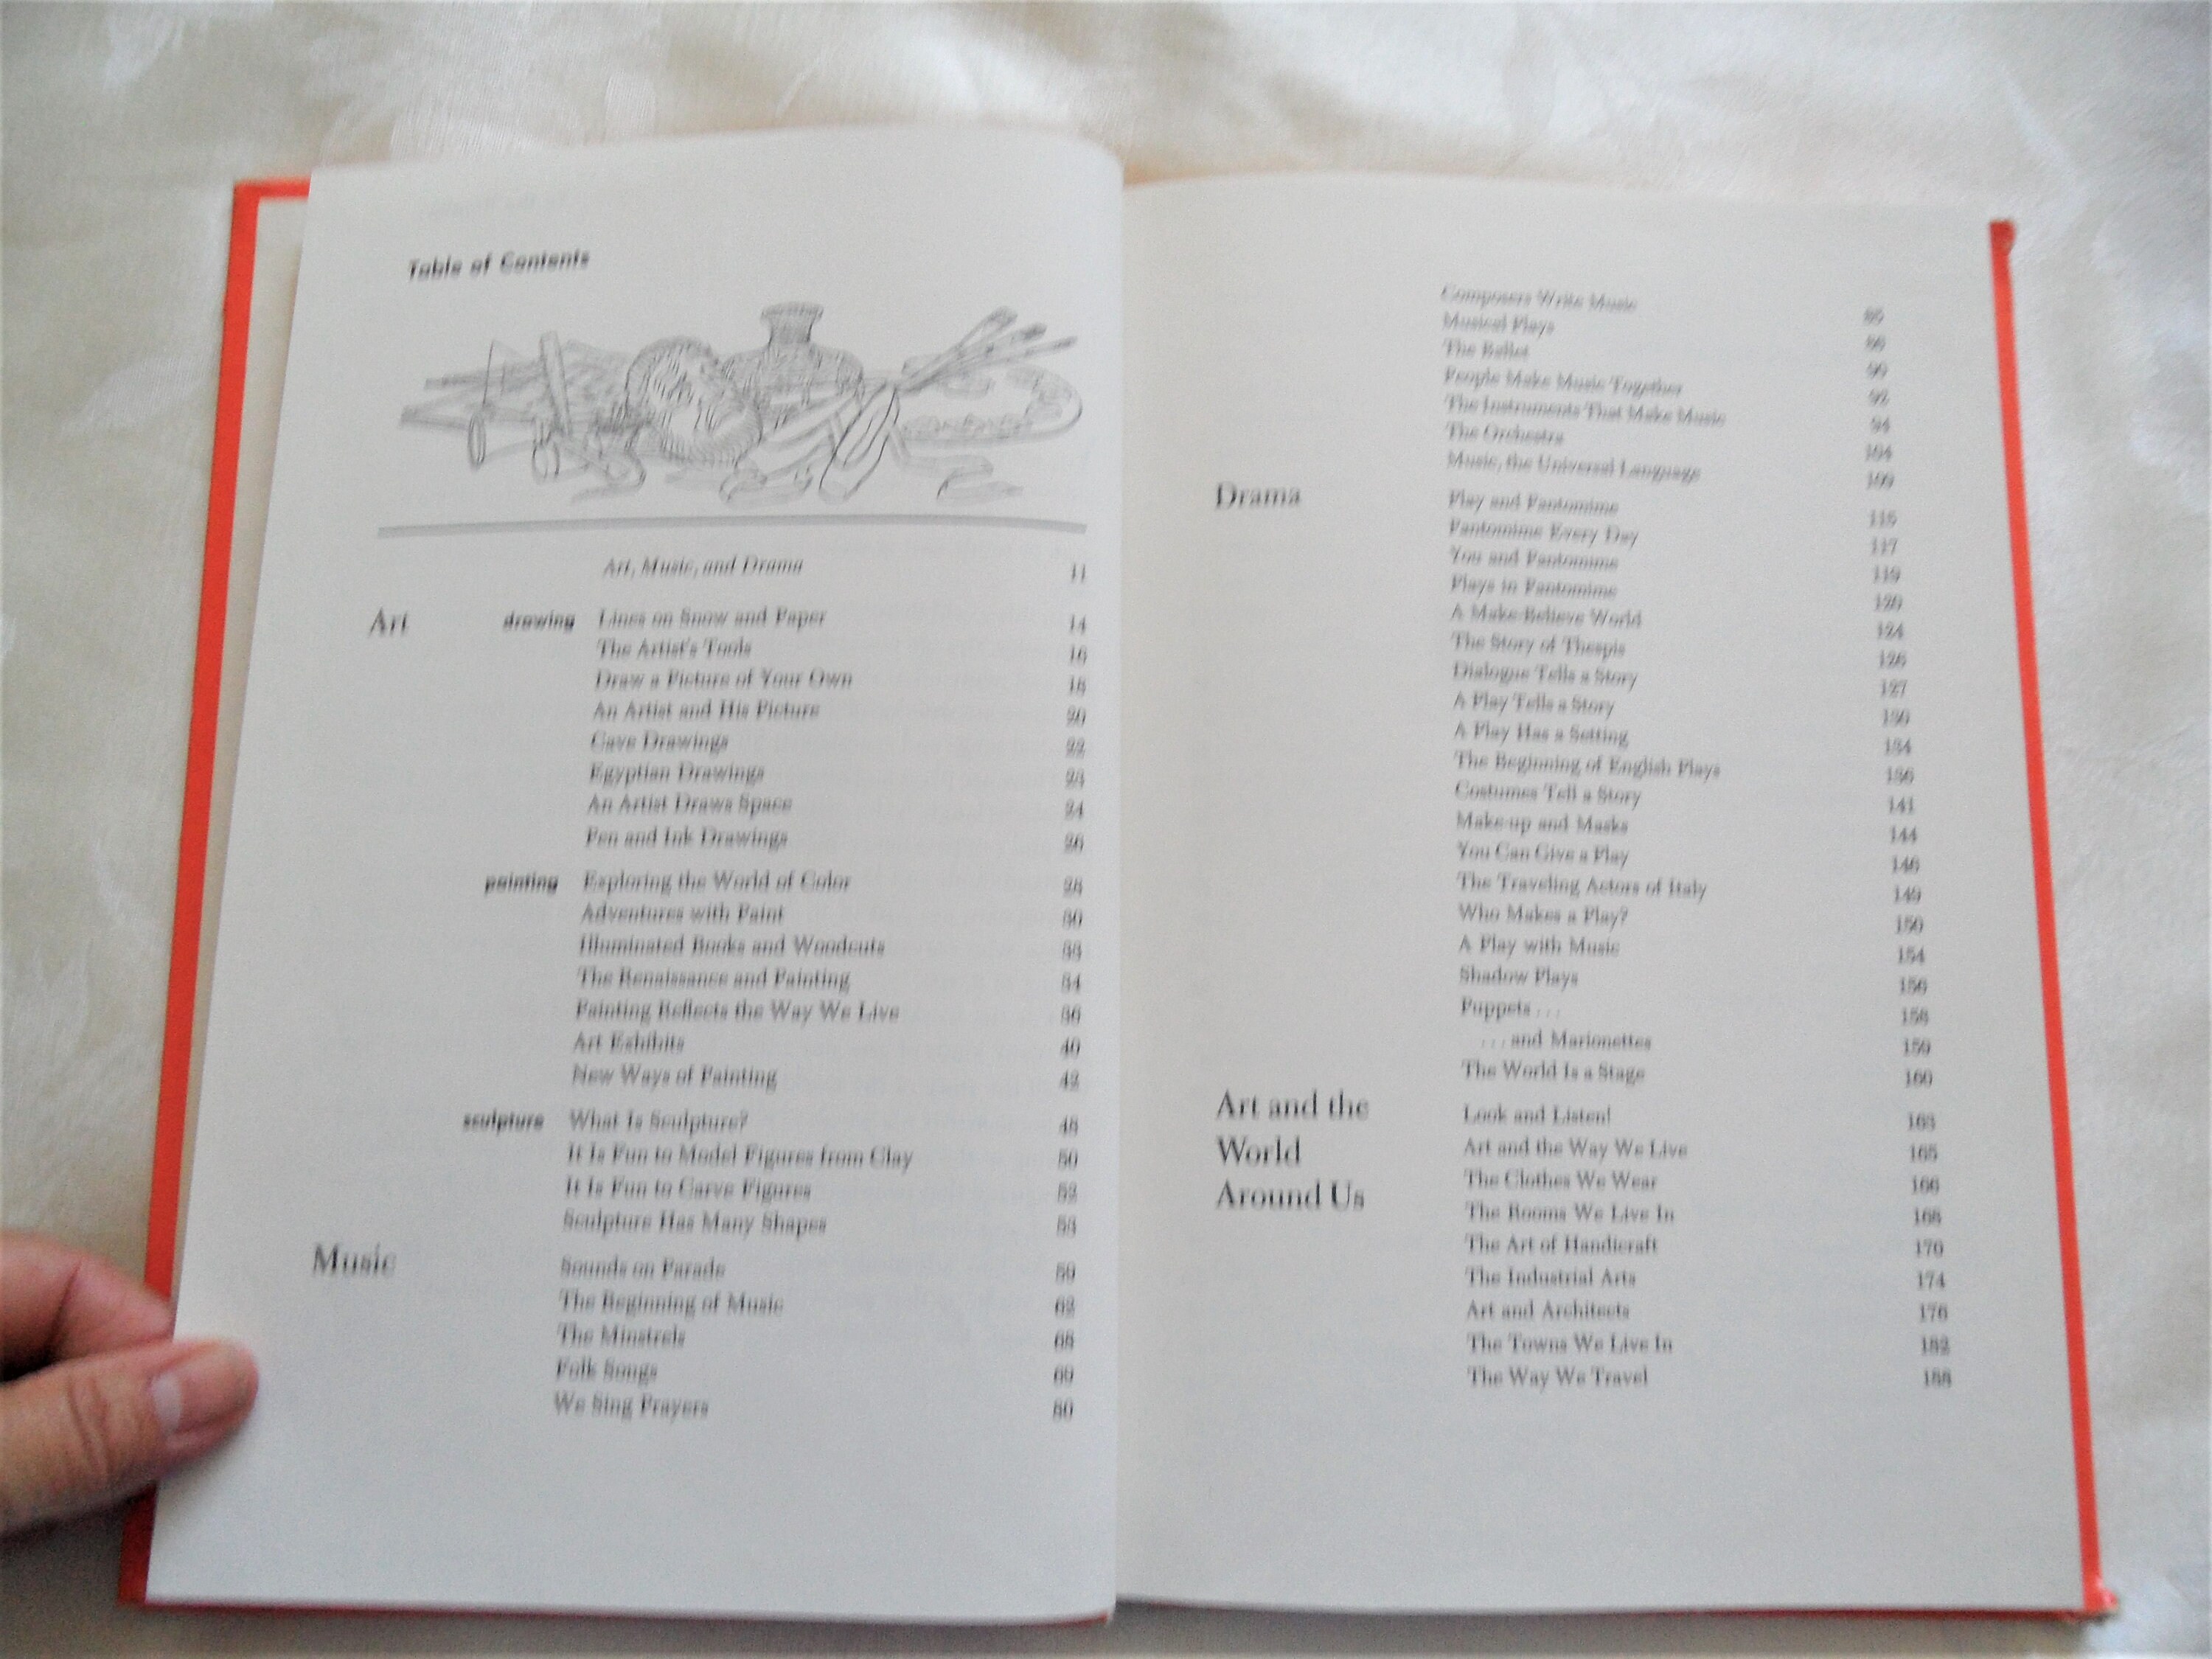 Table of Contents
Art, Music, and Drama 11
Art drawing Lines on Snow and Paper 14
The Artist's Tools 16
Draw a Picture of Your Own 18
An Artist and His Picture 20
Cave Drawings 22
Egyptian Drawings 23
An Artist Draws Space 24
Pen and Ink Drawings 26
painting Exploring the World of Color 28
Adventures with Paint 30
Illuminated Books and Woodcuts 33
The Renaissance and Painting 34
Painting Reflects the Way We Live 36
Art Exhibits 40
New Ways of Painting 42
sculpture What Is Sculpture? 48
It Is Fun to Model Figures from Clay 50
It Is Fun to Carve Figures 52
Sculpture Has Many Shapes 53
Music Sounds on Parade 59
The Beginning of Music 62
The Minstrels 68
Folk Songs 69
We Sing Prayers 80
Composers Write Music 85
Musical Plays
The Ballet 90
People Make Music Together 92
The Instruments That Make Music 94
The Orchestra 104
Music, the Universal Language 109
Drama Play and Pantomime 115
Pantomime Every Day 117
You and Pantomime 119
Plays in Pantomime 120
A Make-Believe World 124
The Story of Thespis 126
Dialogue Tells a Story 127
A Play Tells a Story 130
A Play Has a Setting 134
The Beginning of English Plays 136
Costumes Tell a Story 141
Make-up and Masks 144
You Can Give a Play 146
The Traveling Actors of Italy 149
Who Makes a Play? 150
A Play with Music 154
Shadow Plays 156
Puppets . . . 158
. . . and Marionettes 159
The World Is a Stage 160
Art and the Look and Listen! 163
World Art and the Way We Live 165
Around Us The Clothes We Wear 166
The Rooms We Live In 168
The Art of Handicraft 170
The Industrial Arts 174
Art and Architects 176
The Towns We Live In 182
The Way We Travel 188